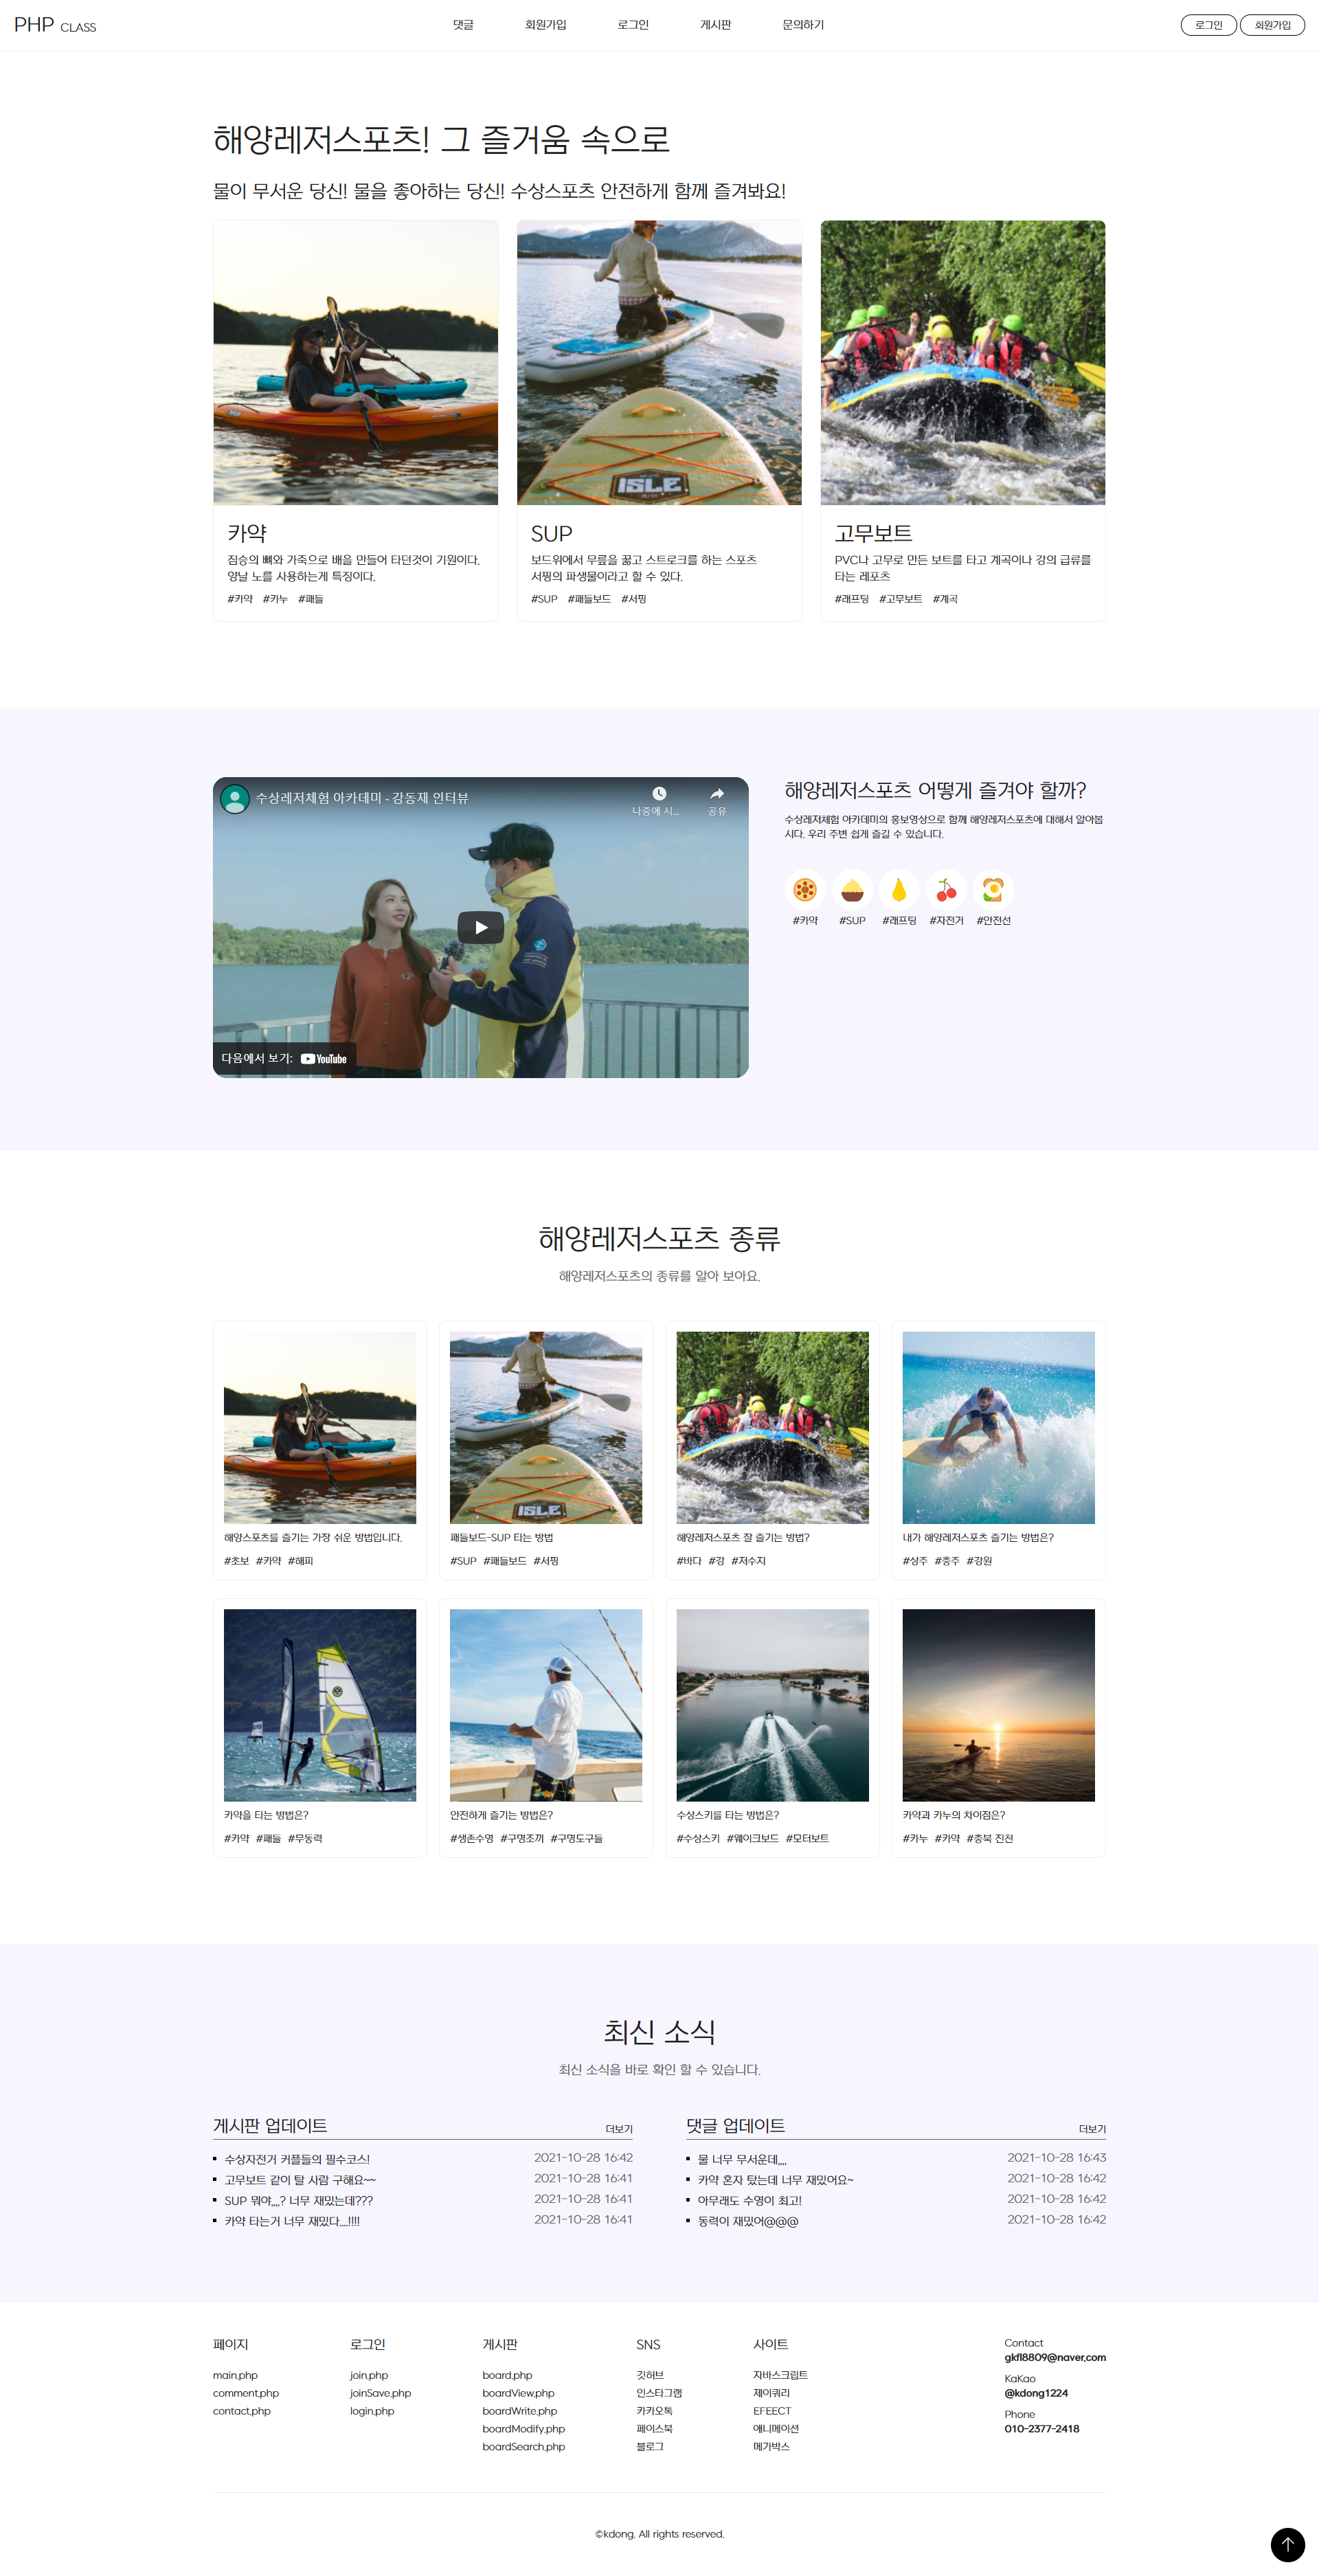 PHP CLASS
댓글 회원가입 로그인 게시판 문의하기
로그인 회원가입
해양레저스포츠! 그 즐거움 속으로
물이 무서운 당신! 물을 좋아하는 당신! 수상스포츠 안전하게 함께 즐겨봐요!
ISLE
카약
짐승의 뼈와 가죽으로 배을 만들어 타던것이 기원이다.
양날 노를 사용하는게 특징이다.
#카약 #카누 #패들
SUP
보드위에서 무릎을 꿇고 스트로크를 하는 스포츠
서핑의 파생물이라고 할 수 있다.
#SUP #패들보드 #서핑
고무보트
PVC나 고무로 만든 보트를 타고 계곡이나 강의 급류를
타는 레포츠
#래프팅 #고무보트 #계곡
수상레저체험 아카데미 - 강동재 인터뷰
나중에 시... 공유
다음에서 보기: YouTube
해양레저스포츠 어떻게 즐겨야 할까?
수상레저체험 아카데미의 홍보영상으로 함께 해양레저스포츠에 대해서 알아봅
시다. 우리 주변 쉽게 즐길 수 있습니다.
#카약 #SUP #래프팅 #자전거 #안전선
해양레저스포츠 종류
해양레저스포츠의 종류를 알아 보아요.
ISLE
해양스포츠를 즐기는 가장 쉬운 방법입니다.
#초보 #카약 #해피
패들보드-SUP 타는 방법
#SUP #패들보드 #서핑
해양레저스포츠 잘 즐기는 방법?
#바다 #강 #저수지
내가 해양레저스포츠 즐기는 방법은?
#상주 #충주 #강원
카약을 타는 방법은?
#카약 #패들 #무동력
안전하게 즐기는 방법은?
#생존수영 #구명조끼 #구명도구들
수상스키를 타는 방법은?
#수상스키 #웨이크보드 #모터보트
카약과 카누의 차이점은?
#카누 #카약 #충북 진천
최신 소식
최신 소식을 바로 확인 할 수 있습니다.
게시판 업데이트 더보기
수상자전거 커플들의 필수코스! 2021-10-28 16:42
고무보트 같이 탈 사람 구해요~~ 2021-10-28 16:41
SUP 뭐야,,,,? 너무 재밌는데??? 2021-10-28 16:41
카약 타는거 너무 재밌다....!!!! 2021-10-28 16:41
댓글 업데이트 더보기
물 너무 무서운데,,,, 2021-10-28 16:43
카약 혼자 탔는데 너무 재밌어요~ 2021-10-28 16:42
아무래도 수영이 최고! 2021-10-28 16:42
동력이 재밌어@@@ 2021-10-28 16:42
페이지
main.php
comment.php
contact.php
로그인
join.php
joinSave.php
login.php
게시판
board.php
boardView.php
boardWrite.php
boardModify.php
boardSearch.php
SNS
깃허브
인스타그램
카카오톡
페이스북
블로그
사이트
자바스크립트
제이쿼리
EFEECT
애니메이션
메가박스
Contact
gkfl8809@naver.com
KaKao
@kdong1224
Phone
010-2377-2418
©kdong. All rights reserved.